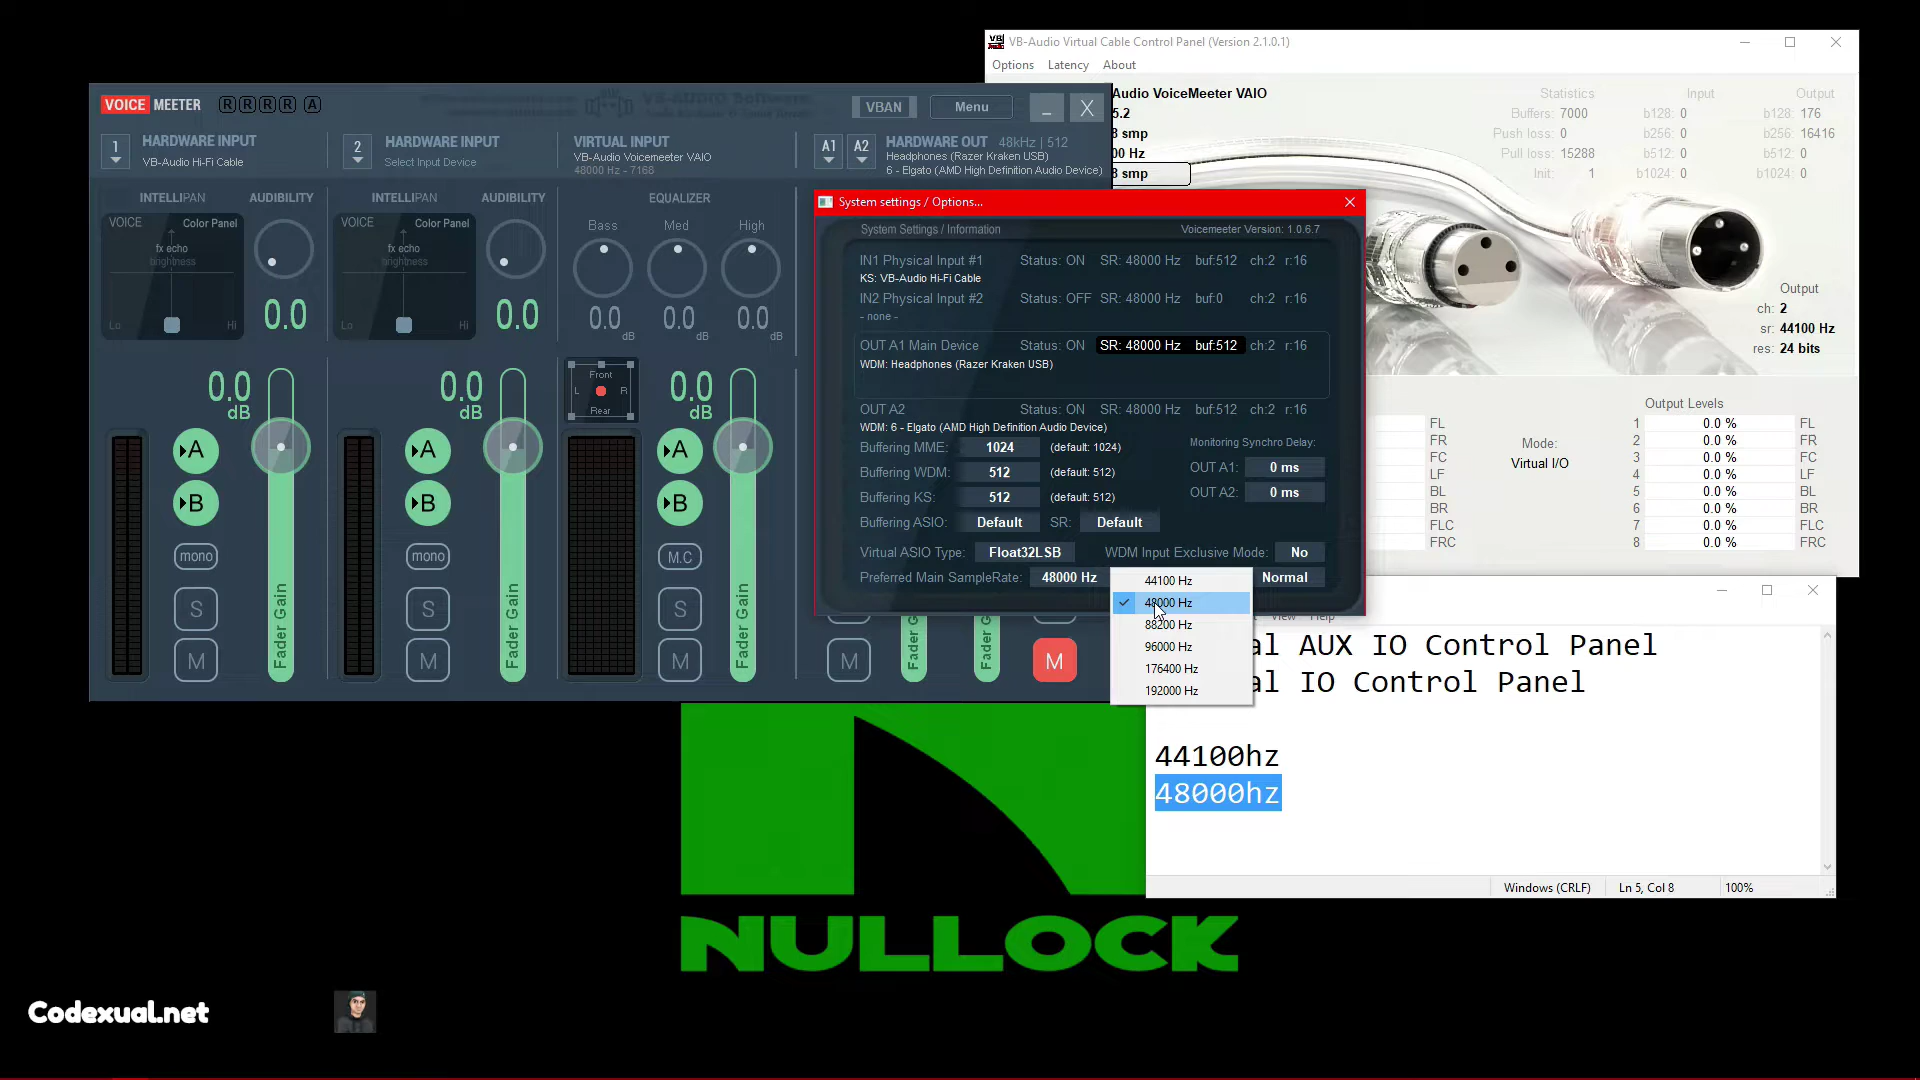 VB-Audio Virtual Cable Control Panel (Version 2.1.0.1)
Options Latency About
Audio VoiceMeeter VAIO
5.2
8 smp
00 Hz
8 smp
Statistics Input Output
Buffers: 7000 b128: 0 b128: 176
Push loss: 0 b256: 0 b256: 16416
Pull loss: 15288 b512: 0 b512: 0
Init: 1 b1024: 0 b1024: 0
Output
ch: 2
sr: 44100 Hz
res: 24 bits
Output Levels
FL 1 0.0 % FL
FR 2 0.0 % FR
FC 3 0.0 % FC
LF 4 0.0 % LF
BL 5 0.0 % BL
BR 6 0.0 % BR
FLC 7 0.0 % FLC
FRC 8 0.0 % FRC
Mode:
Virtual I/O
VOICE MEETER R R R R A
VBAN Menu _ X
1 HARDWARE INPUT
VB-Audio Hi-Fi Cable
2 HARDWARE INPUT
Select Input Device
VIRTUAL INPUT
VB-Audio Voicemeeter VAIO
48000 Hz - 7168
A1 A2 HARDWARE OUT 48kHz | 512
Headphones (Razer Kraken USB)
6 - Elgato (AMD High Definition Audio Device)
INTELLIPAN AUDIBILITY INTELLIPAN AUDIBILITY EQUALIZER
VOICE Color Panel
fx echo
brightness
Lo Hi
0.0
VOICE Color Panel
fx echo
brightness
Lo Hi
0.0
Bass Med High
0.0 dB 0.0 dB 0.0 dB
0.0 dB
A
B
mono
S
M
Fader Gain
0.0 dB
A
B
mono
S
M
Fader Gain
Front
L R
Rear
0.0 dB
A
B
M.C
S
M
Fader Gain
M
Gain
Gain
M
System settings / Options...
System Settings / Information Voicemeeter Version: 1.0.6.7
IN1 Physical Input #1 Status: ON SR: 48000 Hz buf:512 ch:2 r:16
KS: VB-Audio Hi-Fi Cable
IN2 Physical Input #2 Status: OFF SR: 48000 Hz buf:0 ch:2 r:16
- none -
OUT A1 Main Device Status: ON SR: 48000 Hz buf:512 ch:2 r:16
WDM: Headphones (Razer Kraken USB)
OUT A2 Status: ON SR: 48000 Hz buf:512 ch:2 r:16
WDM: 6 - Elgato (AMD High Definition Audio Device)
Buffering MME: 1024 (default: 1024) Monitoring Synchro Delay:
Buffering WDM: 512 (default: 512) OUT A1: 0 ms
Buffering KS: 512 (default: 512) OUT A2: 0 ms
Buffering ASIO: Default SR: Default
Virtual ASIO Type: Float32LSB WDM Input Exclusive Mode: No
Preferred Main SampleRate: 48000 Hz Normal
44100 Hz
48000 Hz
88200 Hz
96000 Hz
176400 Hz
192000 Hz
View Help
al AUX IO Control Panel
al IO Control Panel
44100hz
48000hz
Windows (CRLF) Ln 5, Col 8 100%
NULLOCK
Codexual.net